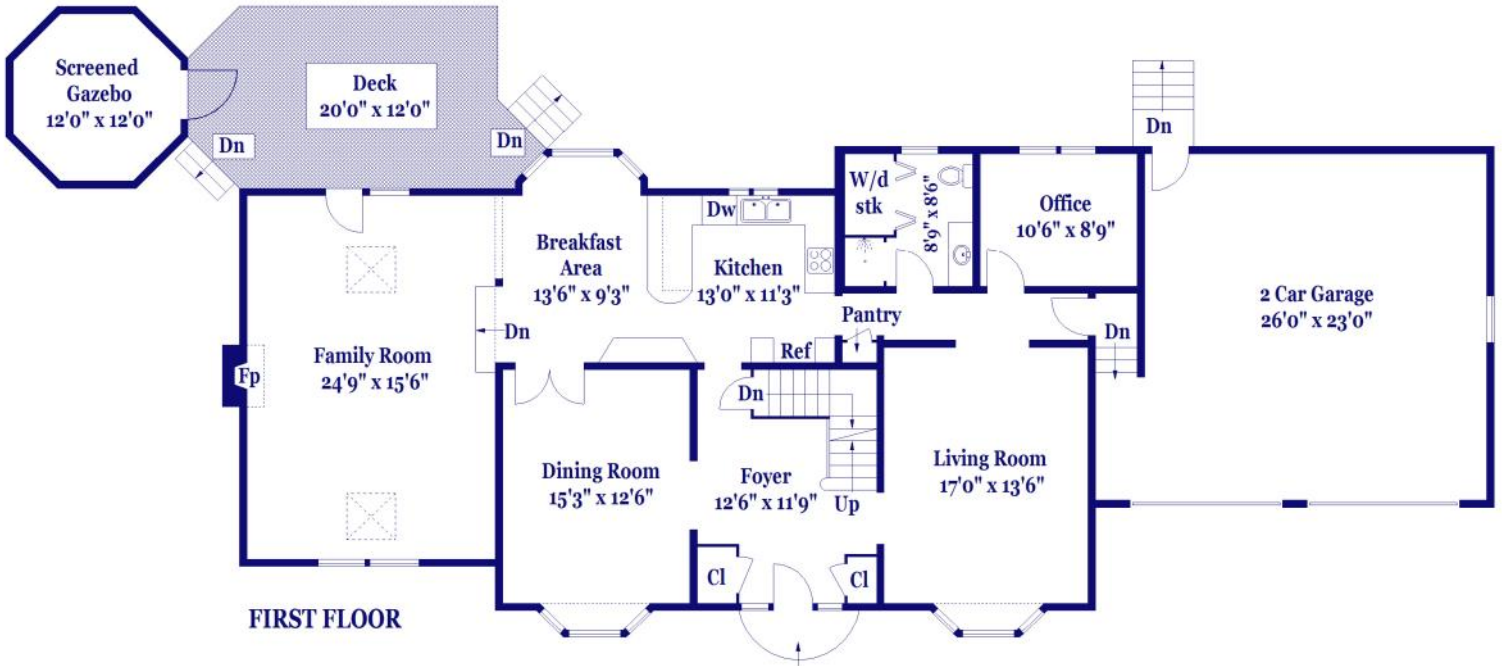 Screened
Gazebo
12'0" x 12'0"
Deck
20'0" x 12'0"
Dn
Dn
Dn
W/d
stk
8'9" x 8'6"
Office
10'6" x 8'9"
Dw
Breakfast
Area
13'6" x 9'3"
Kitchen
13'0" x 11'3"
2 Car Garage
26'0" x 23'0"
Pantry
Dn
Dn
Family Room
24'9" x 15'6"
Ref
Fp
Dn
Dining Room
15'3" x 12'6"
Foyer
12'6" x 11'9"
Up
Living Room
17'0" x 13'6"
Cl
Cl
FIRST FLOOR